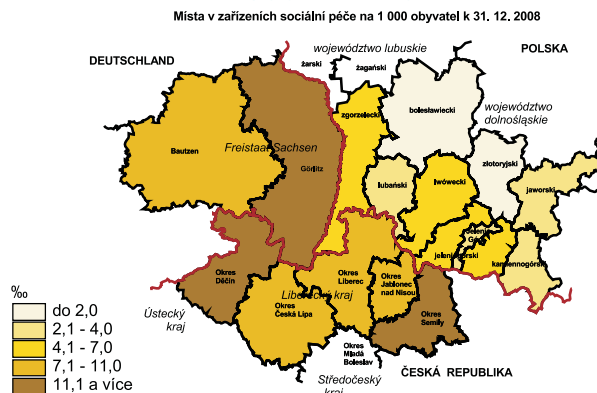 Místa v zařízeních sociální péče na 1 000 obyvatel k 31. 12. 2008
DEUTSCHLAND
województwo lubuskie
POLSKA
żarski
żagański
zgorzelecki
bolesławiecki
województwo
dolnośląskie
Freistaat Sachsen
Bautzen
Görlitz
lubański
lwówecki
złotoryjski
jaworski
Jelenia
Góra
jeleniogórski
kamiennogórski
Okres
Děčín
Okres
Liberec
Okres
Jablonec
nad Nisou
Liberecký kraj
Okres
Česká Lípa
Okres
Semily
Ústecký
kraj
Okres
Mladá
Boleslav
Středočeský
kraj
ČESKÁ REPUBLIKA
‰
do 2,0
2,1 - 4,0
4,1 - 7,0
7,1 - 11,0
11,1 a více